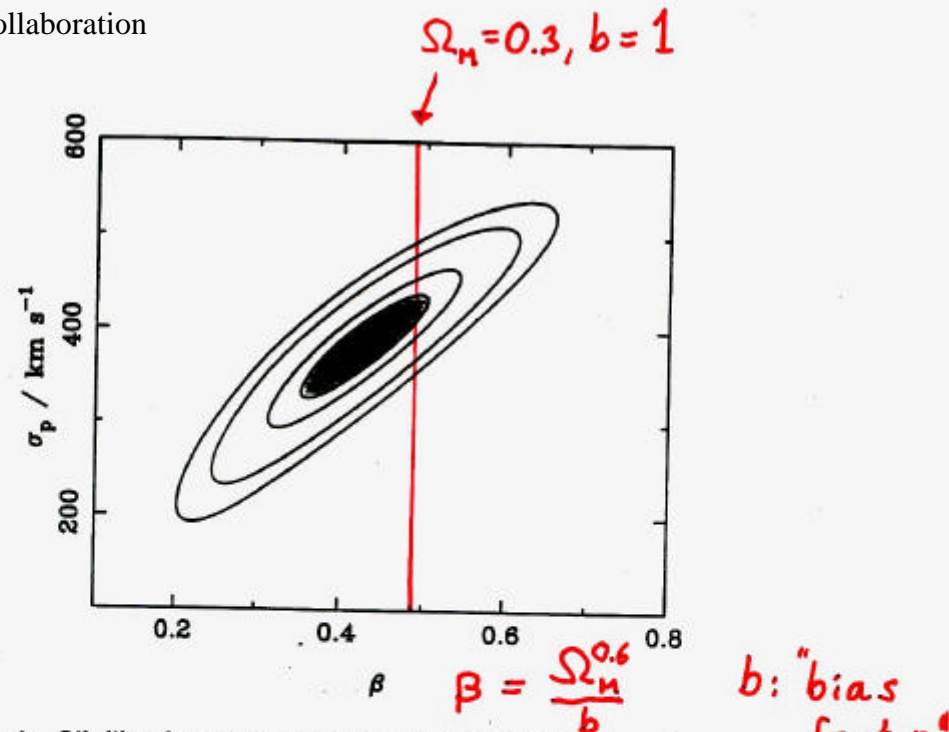 ollaboration
Ω_M = 0.3, b = 1
600
400
200
σ_p / km s⁻¹
0.2 0.4 0.6 0.8
β
β = Ω_M^0.6 / b
b: "bias